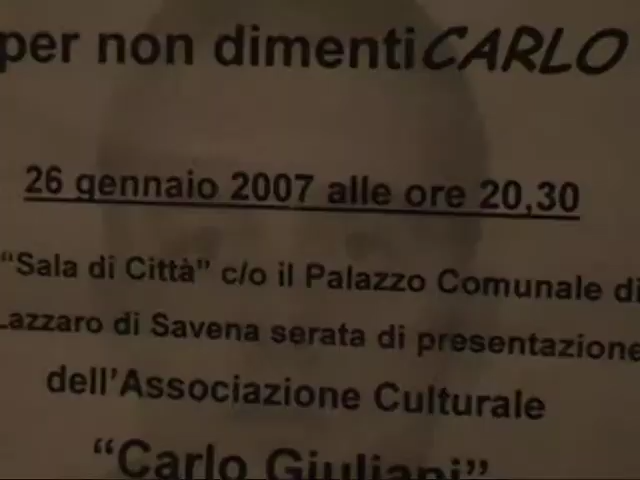 per non dimentiCARLO
26 gennaio 2007 alle ore 20,30
“Sala di Città” c/o il Palazzo Comunale di
Lazzaro di Savena serata di presentazione
dell’Associazione Culturale
“Carlo Giuliani”